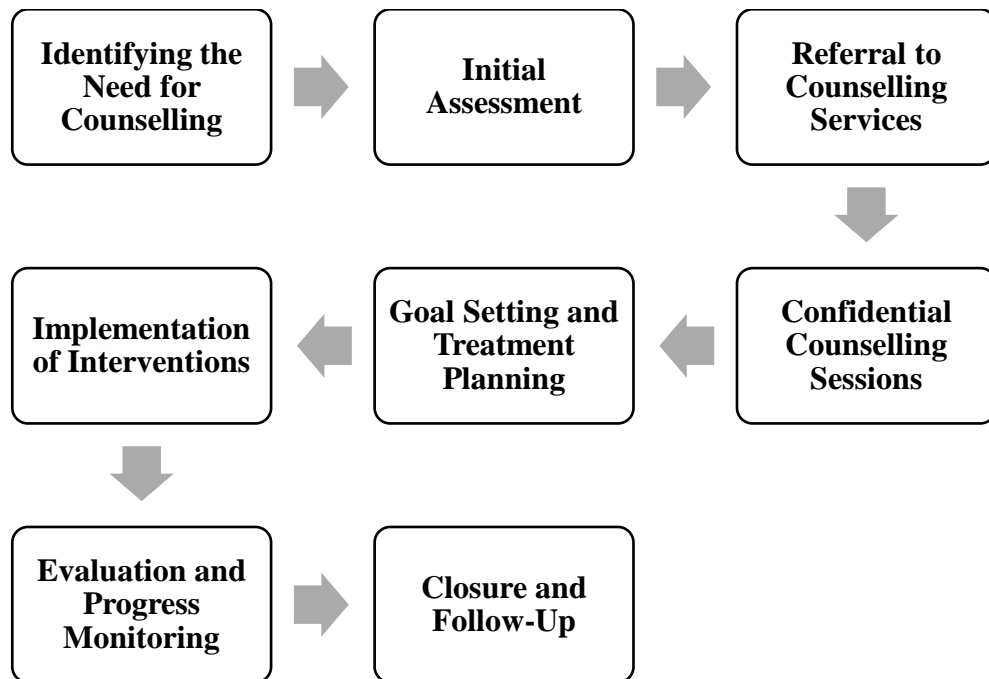 Identifying the
Need for
Counselling
Initial
Assessment
Referral to
Counselling
Services
Confidential
Counselling
Sessions
Goal Setting and
Treatment
Planning
Implementation
of Interventions
Evaluation and
Progress
Monitoring
Closure and
Follow-Up